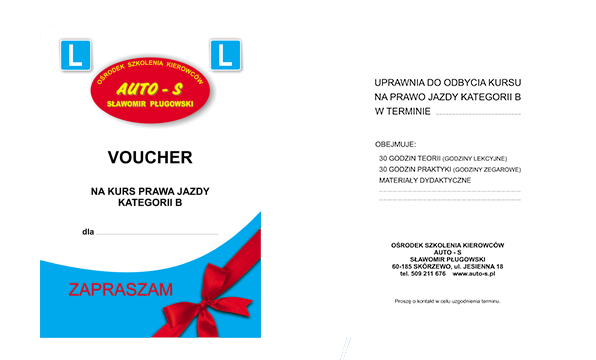 L
L
OŚRODEK SZKOLENIA KIEROWCÓW
AUTO - S
SŁAWOMIR PŁUGOWSKI
VOUCHER
NA KURS PRAWA JAZDY
KATEGORII B
dla
ZAPRASZAM
UPRAWNIA DO ODBYCIA KURSU
NA PRAWO JAZDY KATEGORII B
W TERMINIE
OBEJMUJE:
30 GODZIN TEORII (GODZINY LEKCYJNE)
30 GODZIN PRAKTYKI (GODZINY ZEGAROWE)
MATERIAŁY DYDAKTYCZNE
OŚRODEK SZKOLENIA KIEROWCÓW
AUTO - S
SŁAWOMIR PŁUGOWSKI
60-185 SKÓRZEWO, ul. JESIENNA 18
tel. 509 211 676 www.auto-s.pl
Proszę o kontakt w celu uzgodnienia terminu.